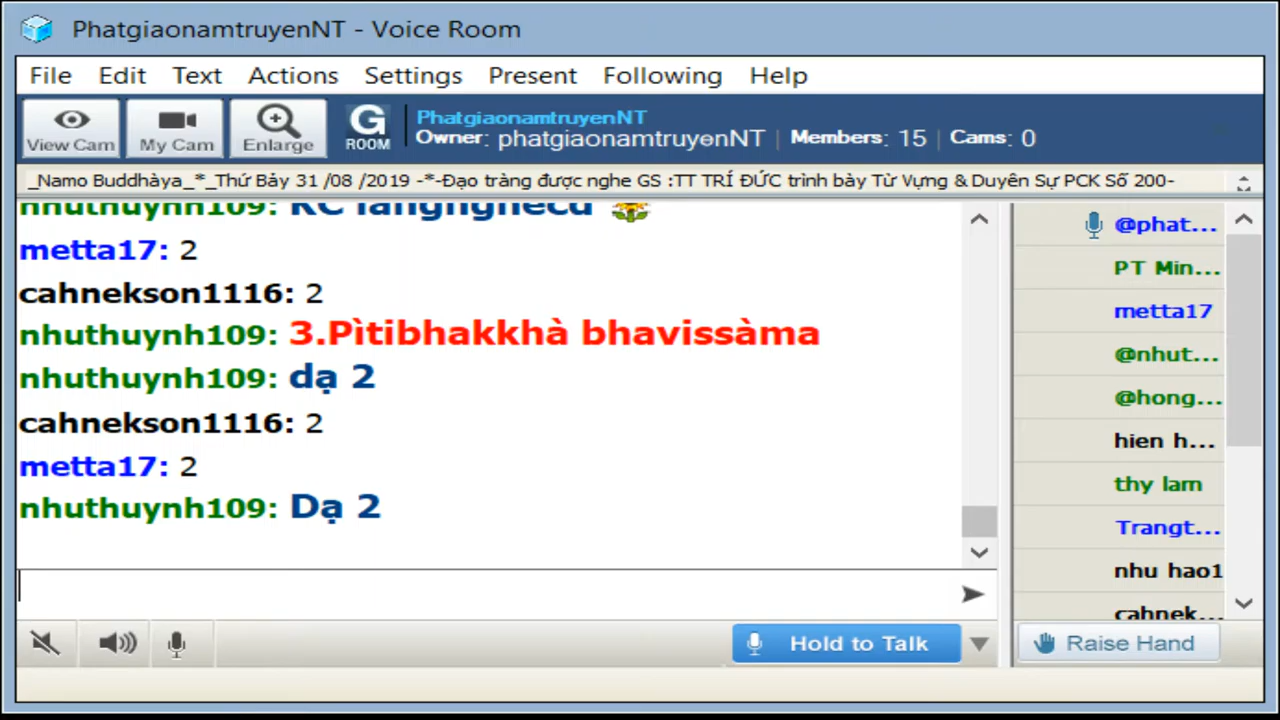 PhatgiaonamtruyenNT - Voice Room
File Edit Text Actions Settings Present Following Help
View Cam My Cam Enlarge G ROOM
PhatgiaonamtruyenNT
Owner: phatgiaonamtruyenNT | Members: 15 | Cams: 0
_Namo Buddhàya_*_Thứ Bảy 31 /08 /2019 -*-Đạo tràng được nghe GS :TT TRÍ ĐỨC trình bày Từ Vựng & Duyên Sự PCK Số 200-
nhuthuynh109: KC langnghecd
metta17: 2
cahnekson1116: 2
nhuthuynh109: 3.Pìtibhakkhà bhavissàma
nhuthuynh109: dạ 2
cahnekson1116: 2
metta17: 2
nhuthuynh109: Dạ 2
@phat...
PT Min...
metta17
@nhut...
@hong...
hien h...
thy lam
Trangt...
nhu hao1
cahnek...
Hold to Talk
Raise Hand